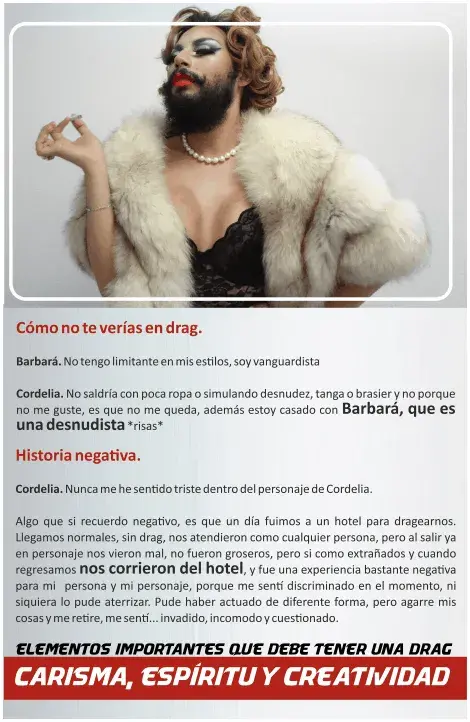 Cómo no te verías en drag.
Barbará. No tengo limitante en mis estilos, soy vanguardista
Cordelia. No saldría con poca ropa o simulando desnudez, tanga o brasier y no porque
no me guste, es que no me queda, además estoy casado con Barbará, que es
una desnudista *risas*
Historia negativa.
Cordelia. Nunca me he sentido triste dentro del personaje de Cordelia.
Algo que si recuerdo negativo, es que un día fuimos a un hotel para dragearnos.
Llegamos normales, sin drag, nos atendieron como cualquier persona, pero al salir ya
en personaje nos vieron mal, no fueron groseros, pero si como extrañados y cuando
regresamos nos corrieron del hotel, y fue una experiencia bastante negativa
para mi persona y mi personaje, porque me sentí discriminado en el momento, ni
siquiera lo pude aterrizar. Pude haber actuado de diferente forma, pero agarre mis
cosas y me retire, me sentí... invadido, incomodo y cuestionado.
ELEMENTOS IMPORTANTES QUE DEBE TENER UNA DRAG
CARISMA, ESPÍRITU Y CREATIVIDAD